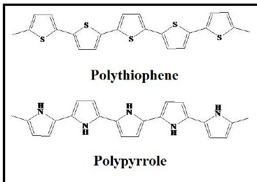 S S S S S
Polythiophene
H H H
N N N
N N
H H
Polypyrrole